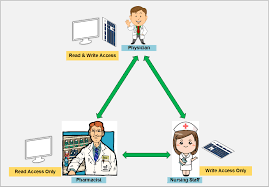 Physician
Read & Write Access
Read Access Only
Pharmacist
Nursing Staff
Write Access Only